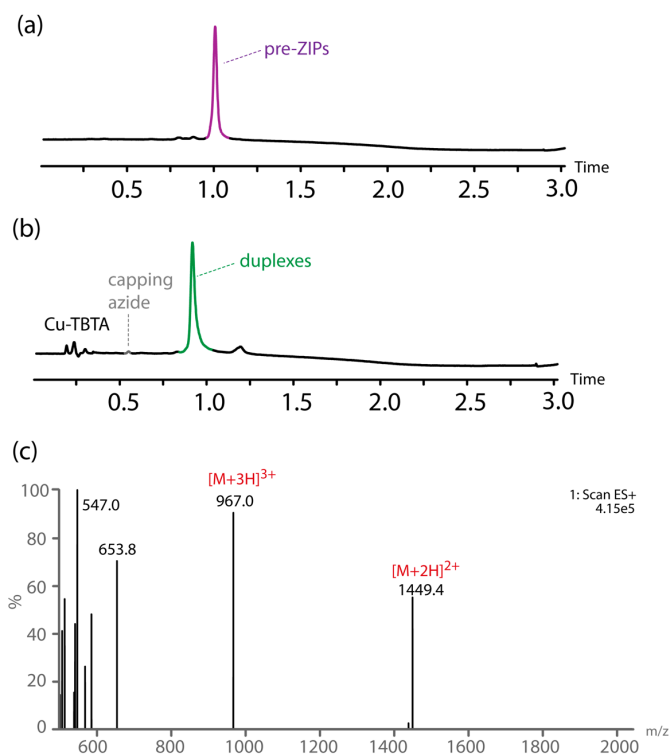 (a)
pre-ZIPs
0.5 1.0 1.5 2.0 2.5 3.0 Time
(b)
duplexes
capping
azide
Cu-TBTA
0.5 1.0 1.5 2.0 2.5 3.0 Time
(c)
[M+3H]3+
967.0
1: Scan ES+
4.15e5
100
547.0
80
653.8
[M+2H]2+
1449.4
60
%
40
20
0
600 800 1000 1200 1400 1600 1800 2000 m/z